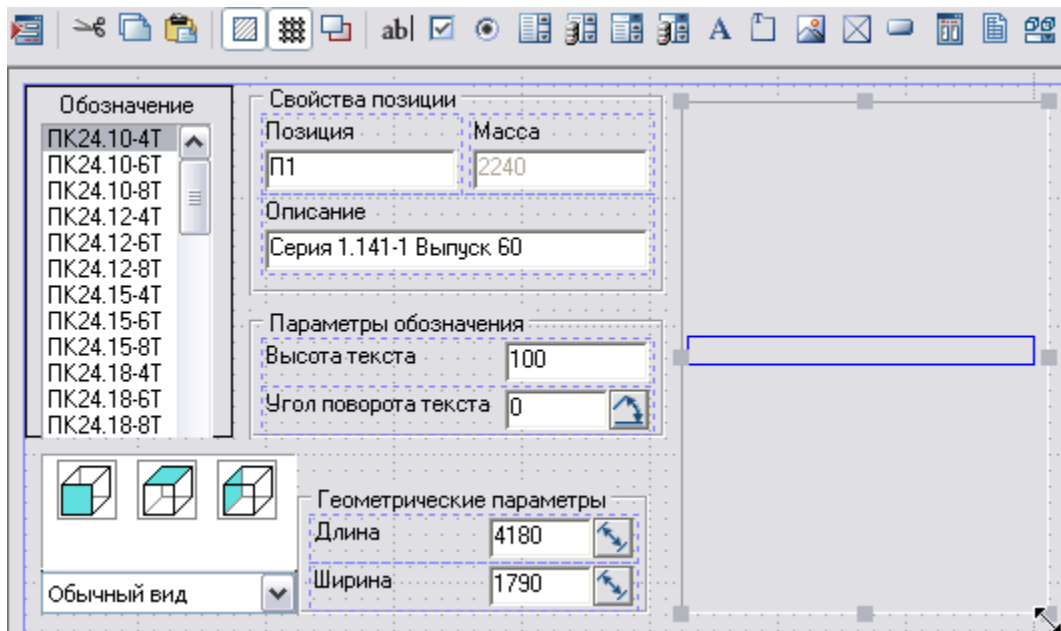 ab|
A
Обозначение
ПК24.10-4Т
ПК24.10-6Т
ПК24.10-8Т
ПК24.12-4Т
ПК24.12-6Т
ПК24.12-8Т
ПК24.15-4Т
ПК24.15-6Т
ПК24.15-8Т
ПК24.18-4Т
ПК24.18-6Т
ПК24.18-8Т
Свойства позиции
Позиция Масса
П1 2240
Описание
Серия 1.141-1 Выпуск 60
Параметры обозначения
Высота текста 100
Угол поворота текста 0
Обычный вид
Геометрические параметры
Длина 4180
Ширина 1790